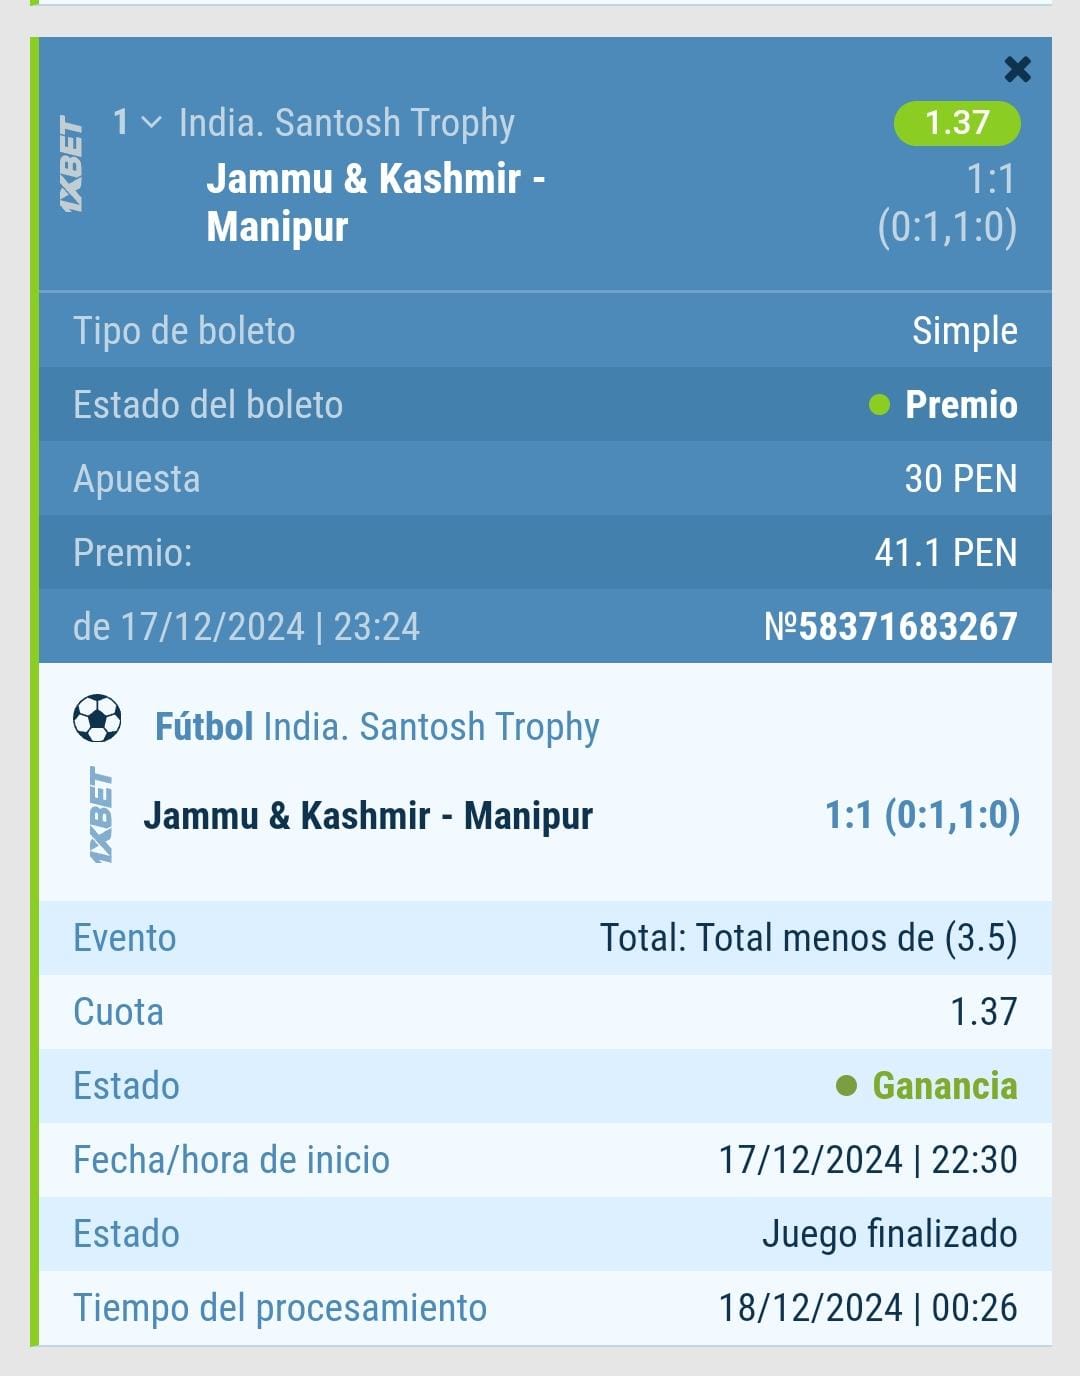 1XBET
1 India. Santosh Trophy 1.37
Jammu & Kashmir - 1:1
Manipur (0:1,1:0)
Tipo de boleto Simple
Estado del boleto Premio
Apuesta 30 PEN
Premio: 41.1 PEN
de 17/12/2024 | 23:24 №58371683267
Fútbol India. Santosh Trophy
1XBET
Jammu & Kashmir - Manipur 1:1 (0:1,1:0)
Evento Total: Total menos de (3.5)
Cuota 1.37
Estado Ganancia
Fecha/hora de inicio 17/12/2024 | 22:30
Estado Juego finalizado
Tiempo del procesamiento 18/12/2024 | 00:26